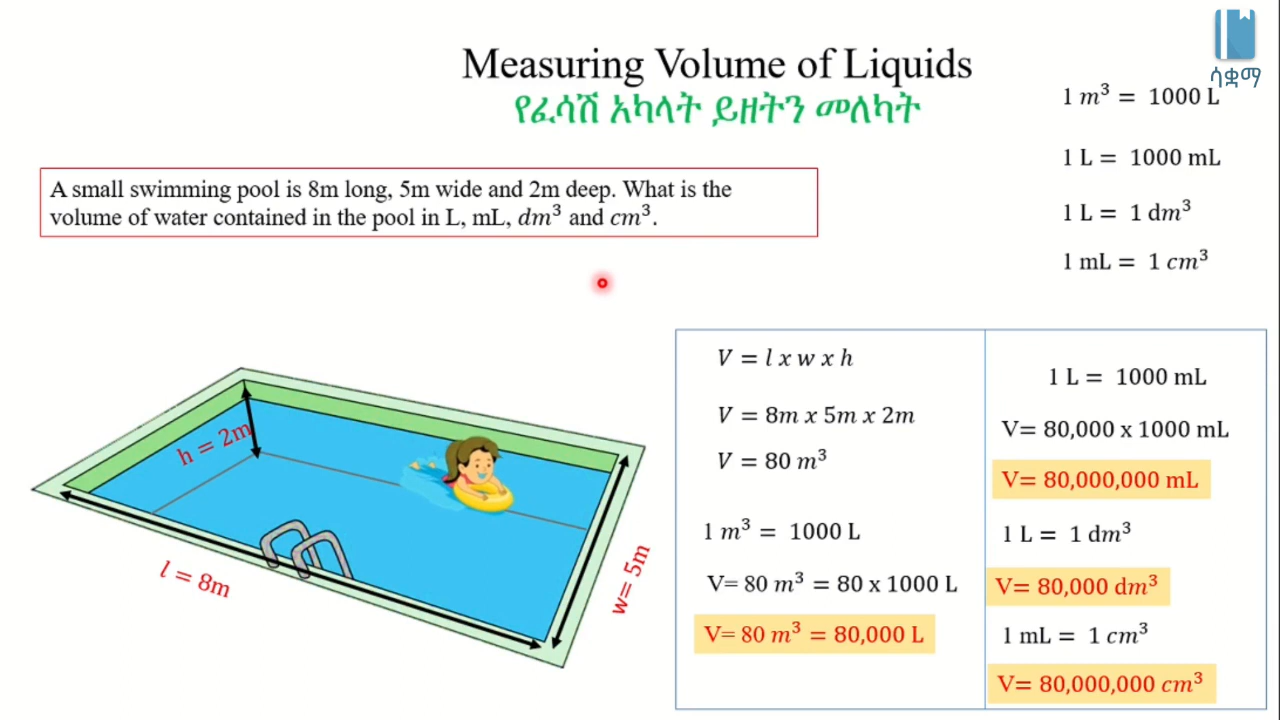 ሳቋማ
Measuring Volume of Liquids
የፈሳሽ አካላት ይዘትን መለካት
1 m³ = 1000 L
1 L = 1000 mL
1 L = 1 dm³
1 mL = 1 cm³
A small swimming pool is 8m long, 5m wide and 2m deep. What is the
volume of water contained in the pool in L, mL, dm³ and cm³.
h = 2m
l = 8m
w= 5m
V = l x w x h
V = 8m x 5m x 2m
V = 80 m³
1 m³ = 1000 L
V= 80 m³ = 80 x 1000 L
V= 80 m³ = 80,000 L
1 L = 1000 mL
V= 80,000 x 1000 mL
V= 80,000,000 mL
1 L = 1 dm³
V= 80,000 dm³
1 mL = 1 cm³
V= 80,000,000 cm³